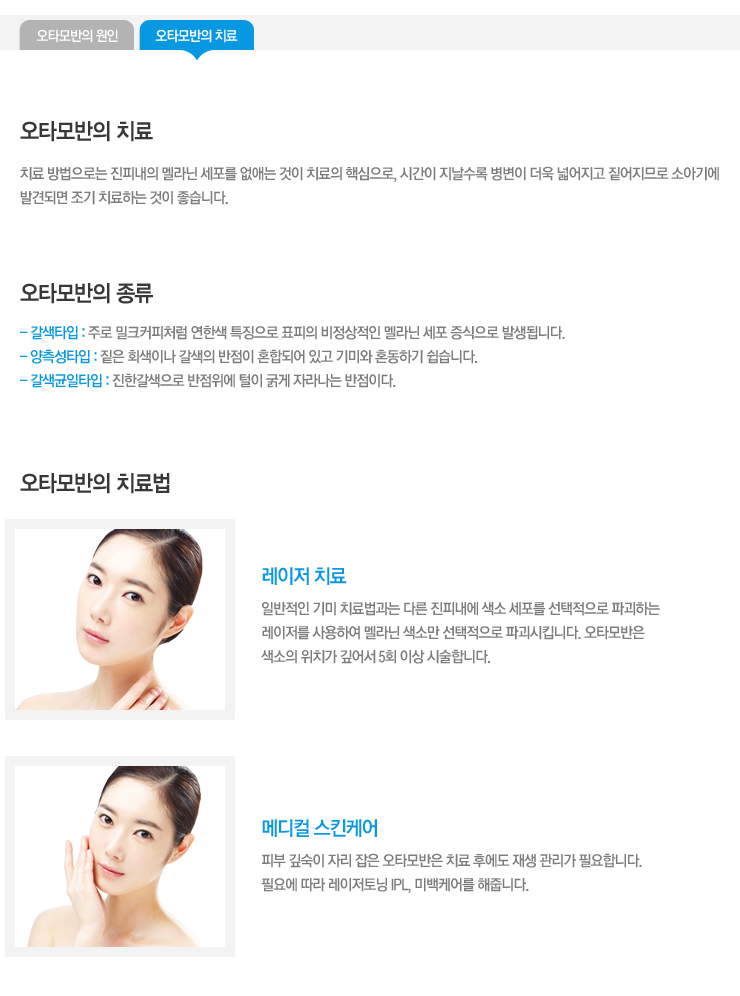 오타모반의 원인
오타모반의 치료
오타모반의 치료
치료 방법으로는 진피내의 멜라닌 세포를 없애는 것이 치료의 핵심으로, 시간이 지날수록 병변이 더욱 넓어지고 짙어지므로 소아기에
발견되면 조기 치료하는 것이 좋습니다.
오타모반의 종류
- 갈색타입 : 주로 밀크커피처럼 연한색 특징으로 표피의 비정상적인 멜라닌 세포 증식으로 발생됩니다.
- 양측성타입 : 짙은 회색이나 갈색의 반점이 혼합되어 있고 기미와 혼동하기 쉽습니다.
- 갈색균일타입 : 진한갈색으로 반점위에 털이 굵게 자라나는 반점이다.
오타모반의 치료법
레이저 치료
일반적인 기미 치료법과는 다른 진피내에 색소 세포를 선택적으로 파괴하는
레이저를 사용하여 멜라닌 색소만 선택적으로 파괴시킵니다. 오타모반은
색소의 위치가 깊어서 5회 이상 시술합니다.
메디컬 스킨케어
피부 깊숙이 자리 잡은 오타모반은 치료 후에도 재생 관리가 필요합니다.
필요에 따라 레이저토닝 IPL, 미백케어를 해줍니다.